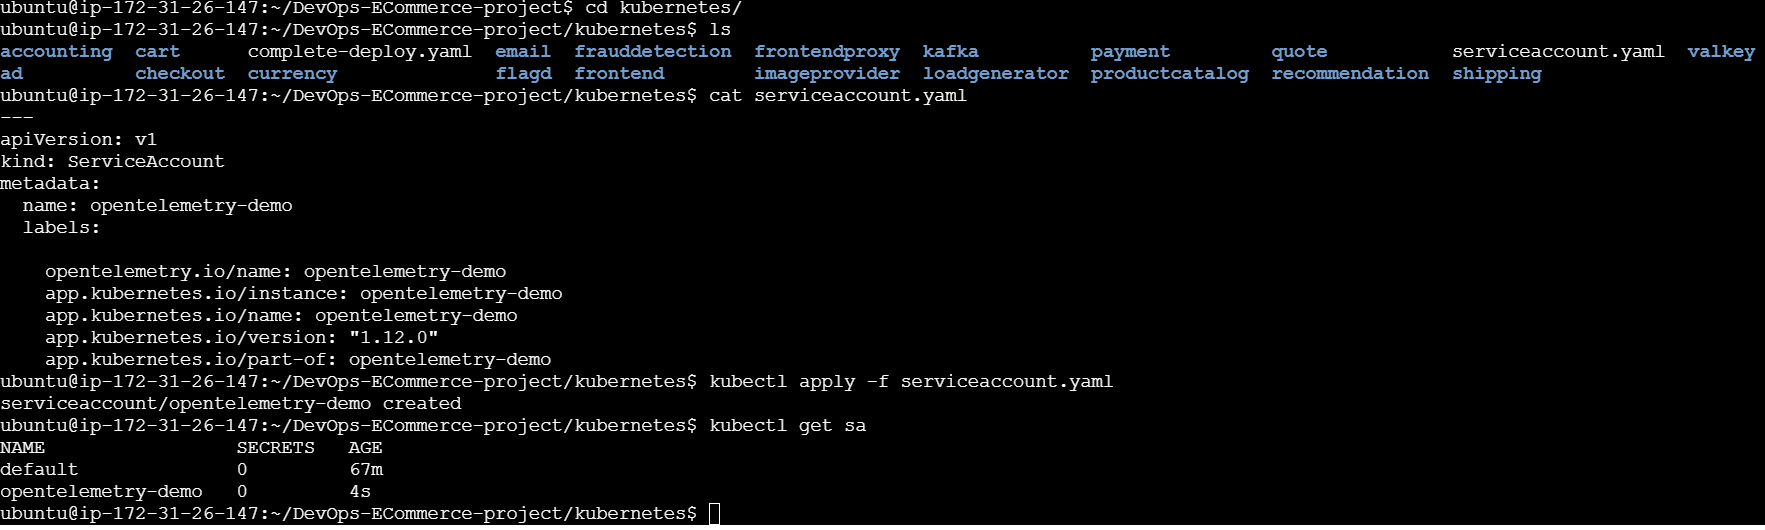 ubuntu@ip-172-31-26-147:~/DevOps-ECommerce-project$ cd kubernetes/
ubuntu@ip-172-31-26-147:~/DevOps-ECommerce-project/kubernetes$ ls
accounting  cart      complete-deploy.yaml  email  frauddetection  frontendproxy  kafka          payment         quote           serviceaccount.yaml  valkey
ad          checkout  currency              flagd  frontend        imageprovider  loadgenerator  productcatalog  recommendation  shipping
ubuntu@ip-172-31-26-147:~/DevOps-ECommerce-project/kubernetes$ cat serviceaccount.yaml
---
apiVersion: v1
kind: ServiceAccount
metadata:
  name: opentelemetry-demo
  labels:

    opentelemetry.io/name: opentelemetry-demo
    app.kubernetes.io/instance: opentelemetry-demo
    app.kubernetes.io/name: opentelemetry-demo
    app.kubernetes.io/version: "1.12.0"
    app.kubernetes.io/part-of: opentelemetry-demo
ubuntu@ip-172-31-26-147:~/DevOps-ECommerce-project/kubernetes$ kubectl apply -f serviceaccount.yaml
serviceaccount/opentelemetry-demo created
ubuntu@ip-172-31-26-147:~/DevOps-ECommerce-project/kubernetes$ kubectl get sa
NAME                 SECRETS   AGE
default              0         67m
opentelemetry-demo   0         4s
ubuntu@ip-172-31-26-147:~/DevOps-ECommerce-project/kubernetes$